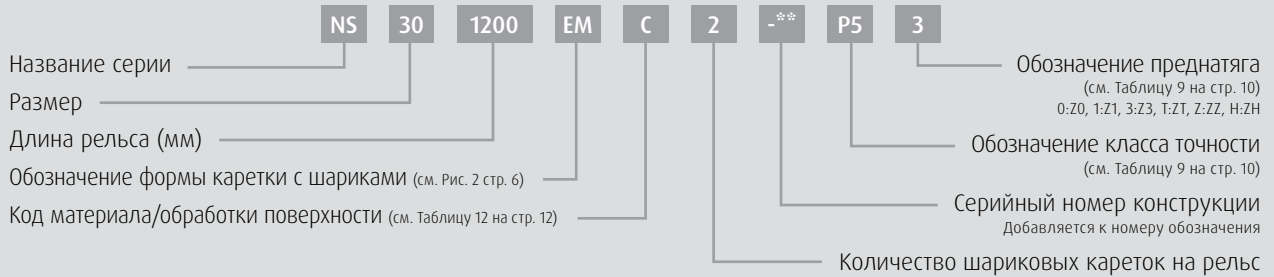 NS 30 1200 EM C 2 -** P5 3
Название серии
Размер
Длина рельса (мм)
Обозначение формы каретки с шариками (см. Рис. 2 стр. 6)
Код материала/обработки поверхности (см. Таблицу 12 на стр. 12)
Обозначение преднатяга
(см. Таблицу 9 на стр. 10)
0:Z0, 1:Z1, 3:Z3, T:ZT, Z:ZZ, H:ZH
Обозначение класса точности
(см. Таблицу 9 на стр. 10)
Серийный номер конструкции
Добавляется к номеру обозначения
Количество шариковых кареток на рельс